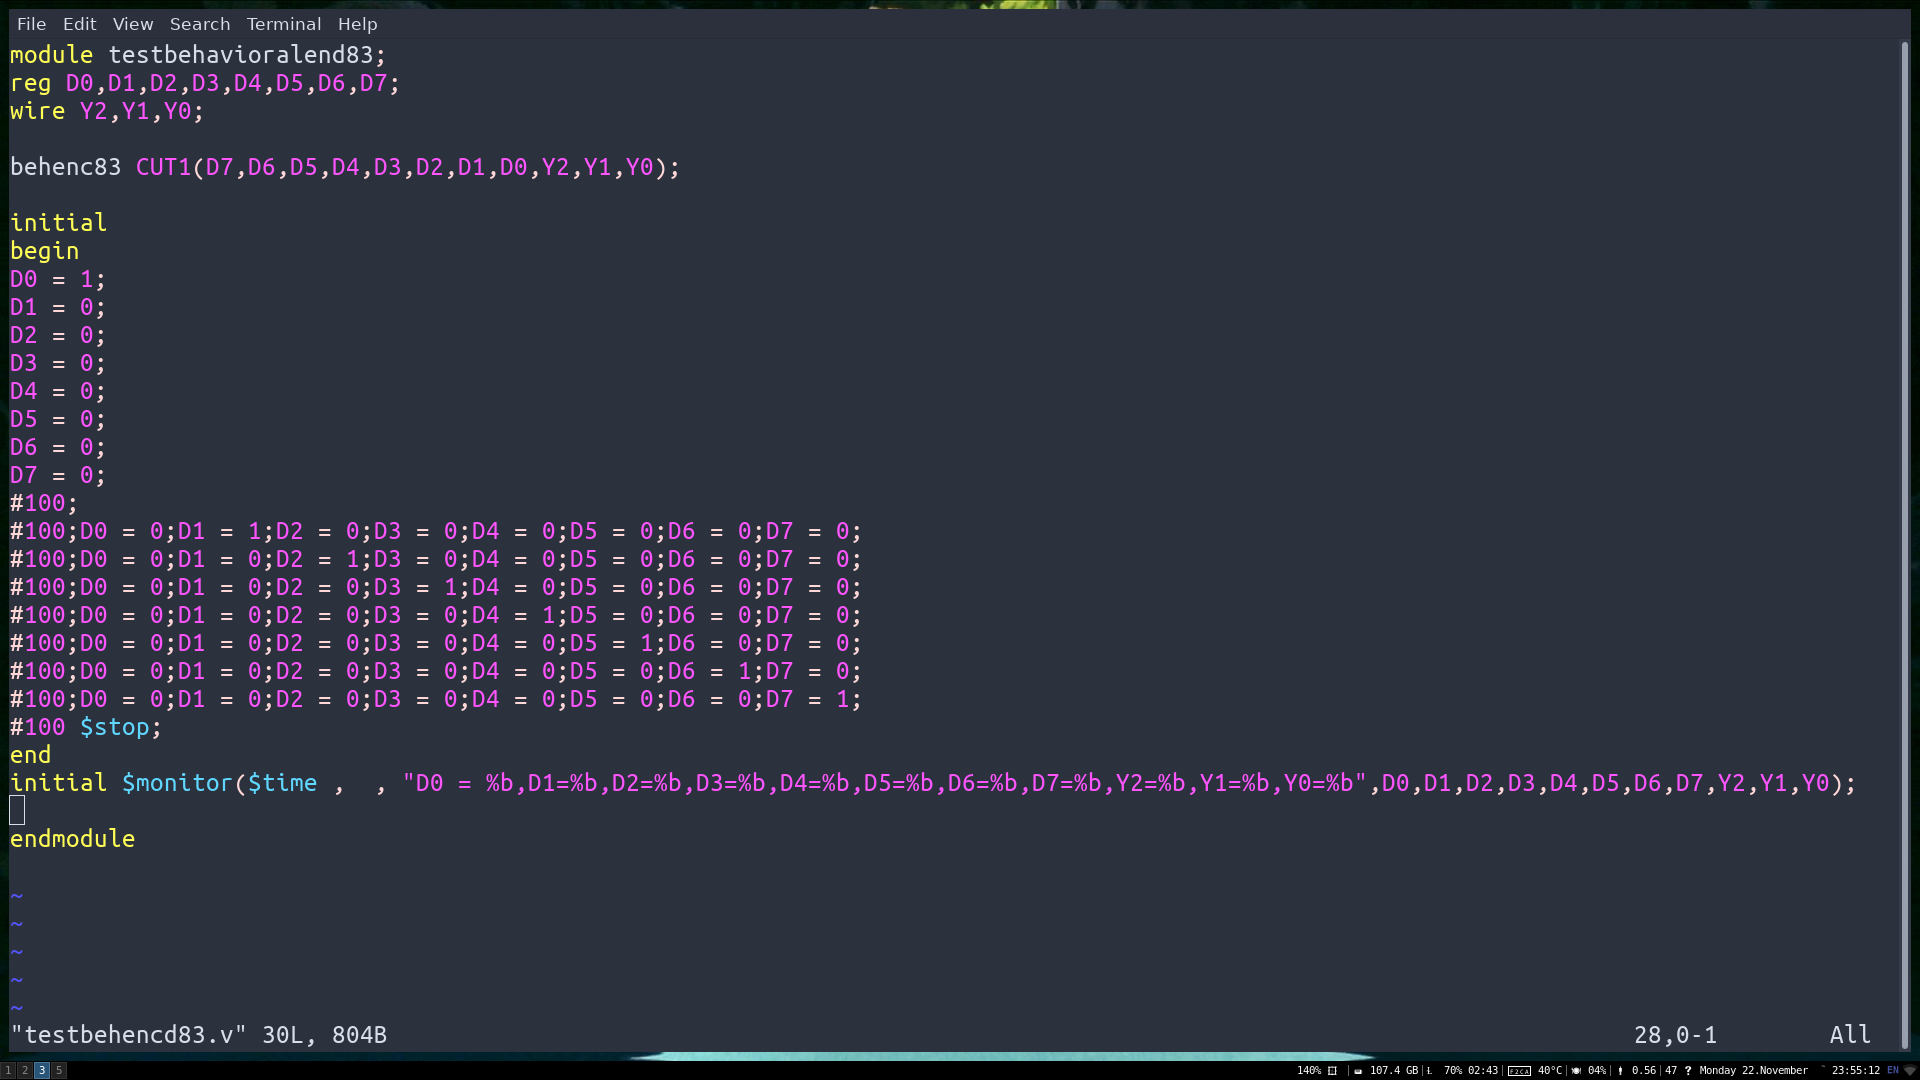 File Edit View Search Terminal Help
module testbehavioralend83;
reg D0,D1,D2,D3,D4,D5,D6,D7;
wire Y2,Y1,Y0;
behenc83 CUT1(D7,D6,D5,D4,D3,D2,D1,D0,Y2,Y1,Y0);
initial
begin
D0 = 1;
D1 = 0;
D2 = 0;
D3 = 0;
D4 = 0;
D5 = 0;
D6 = 0;
D7 = 0;
#100;
#100;D0 = 0;D1 = 1;D2 = 0;D3 = 0;D4 = 0;D5 = 0;D6 = 0;D7 = 0;
#100;D0 = 0;D1 = 0;D2 = 1;D3 = 0;D4 = 0;D5 = 0;D6 = 0;D7 = 0;
#100;D0 = 0;D1 = 0;D2 = 0;D3 = 1;D4 = 0;D5 = 0;D6 = 0;D7 = 0;
#100;D0 = 0;D1 = 0;D2 = 0;D3 = 0;D4 = 1;D5 = 0;D6 = 0;D7 = 0;
#100;D0 = 0;D1 = 0;D2 = 0;D3 = 0;D4 = 0;D5 = 1;D6 = 0;D7 = 0;
#100;D0 = 0;D1 = 0;D2 = 0;D3 = 0;D4 = 0;D5 = 0;D6 = 1;D7 = 0;
#100;D0 = 0;D1 = 0;D2 = 0;D3 = 0;D4 = 0;D5 = 0;D6 = 0;D7 = 1;
#100 $stop;
end
initial $monitor($time ,  , "D0 = %b,D1=%b,D2=%b,D3=%b,D4=%b,D5=%b,D6=%b,D7=%b,Y2=%b,Y1=%b,Y0=%b",D0,D1,D2,D3,D4,D5,D6,D7,Y2,Y1,Y0);
endmodule
~
~
~
~
~
"testbehencd83.v" 30L, 804B 28,0-1 All
1 2 3 5 140% | 107.4 GB | 70% 02:43 | 40°C | 04% | 0.56 | 47 ? Monday 22.November 23:55:12 EN